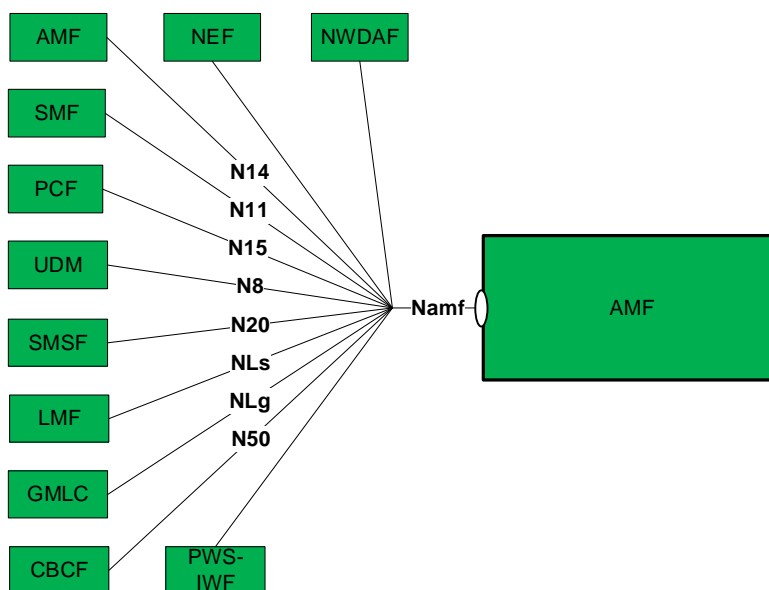 AMF
NEF
NWDAF
SMF
PCF
UDM
SMSF
LMF
GMLC
CBCF
PWS-
IWF
N14
N11
N15
N8
N20
NLs
NLg
N50
Namf
AMF